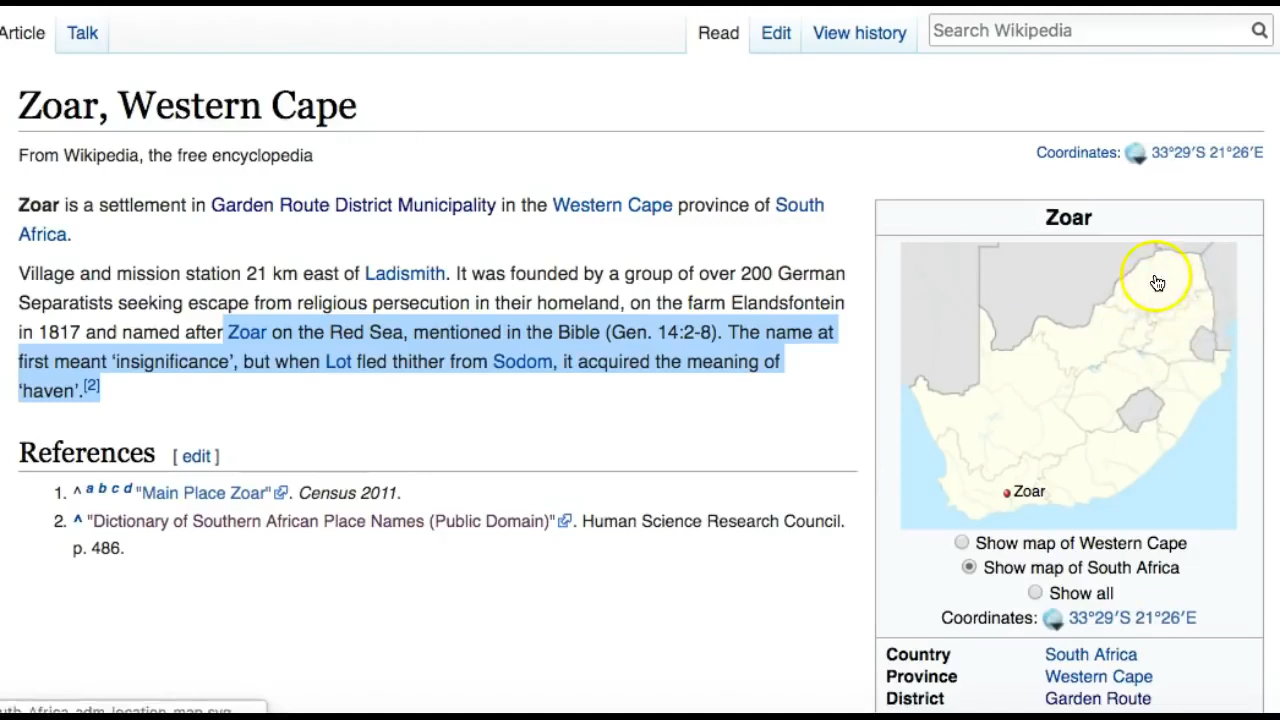 Article Talk Read Edit View history Search Wikipedia
Zoar, Western Cape
From Wikipedia, the free encyclopedia
Coordinates: 33°29′S 21°26′E
Zoar is a settlement in Garden Route District Municipality in the Western Cape province of South
Africa.
Village and mission station 21 km east of Ladismith. It was founded by a group of over 200 German
Separatists seeking escape from religious persecution in their homeland, on the farm Elandsfontein
in 1817 and named after Zoar on the Red Sea, mentioned in the Bible (Gen. 14:2-8). The name at
first meant ‘insignificance’, but when Lot fled thither from Sodom, it acquired the meaning of
‘haven’.[2]
References [ edit ]
1. ^ a b c d "Main Place Zoar". Census 2011.
2. ^ "Dictionary of Southern African Place Names (Public Domain)". Human Science Research Council.
p. 486.
Zoar
Zoar
Show map of Western Cape
Show map of South Africa
Show all
Coordinates: 33°29′S 21°26′E
Country South Africa
Province Western Cape
District Garden Route